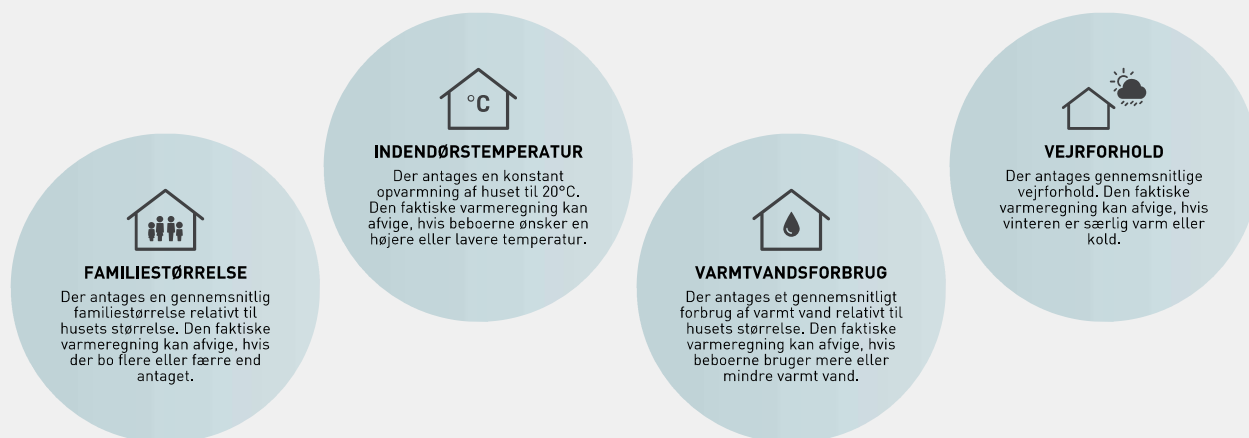 FAMILIESTØRRELSE
Der antages en gennemsnitlig
familiestørrelse relativt til
husets størrelse. Den faktiske
varmeregning kan afvige, hvis
der bo flere eller færre end
antaget.
°C
INDENDØRSTEMPERATUR
Der antages en konstant
opvarmning af huset til 20°C.
Den faktiske varmeregning kan
afvige, hvis beboerne ønsker en
højere eller lavere temperatur.
VARMTVANDSFORBRUG
Der antages et gennemsnitligt
forbrug af varmt vand relativt til
husets størrelse. Den faktiske
varmeregning kan afvige, hvis
beboerne bruger mere eller
mindre varmt vand.
VEJRFORHOLD
Der antages gennemsnitlige
vejrforhold. Den faktiske
varmeregning kan afvige, hvis
vinteren er særlig varm eller
kold.